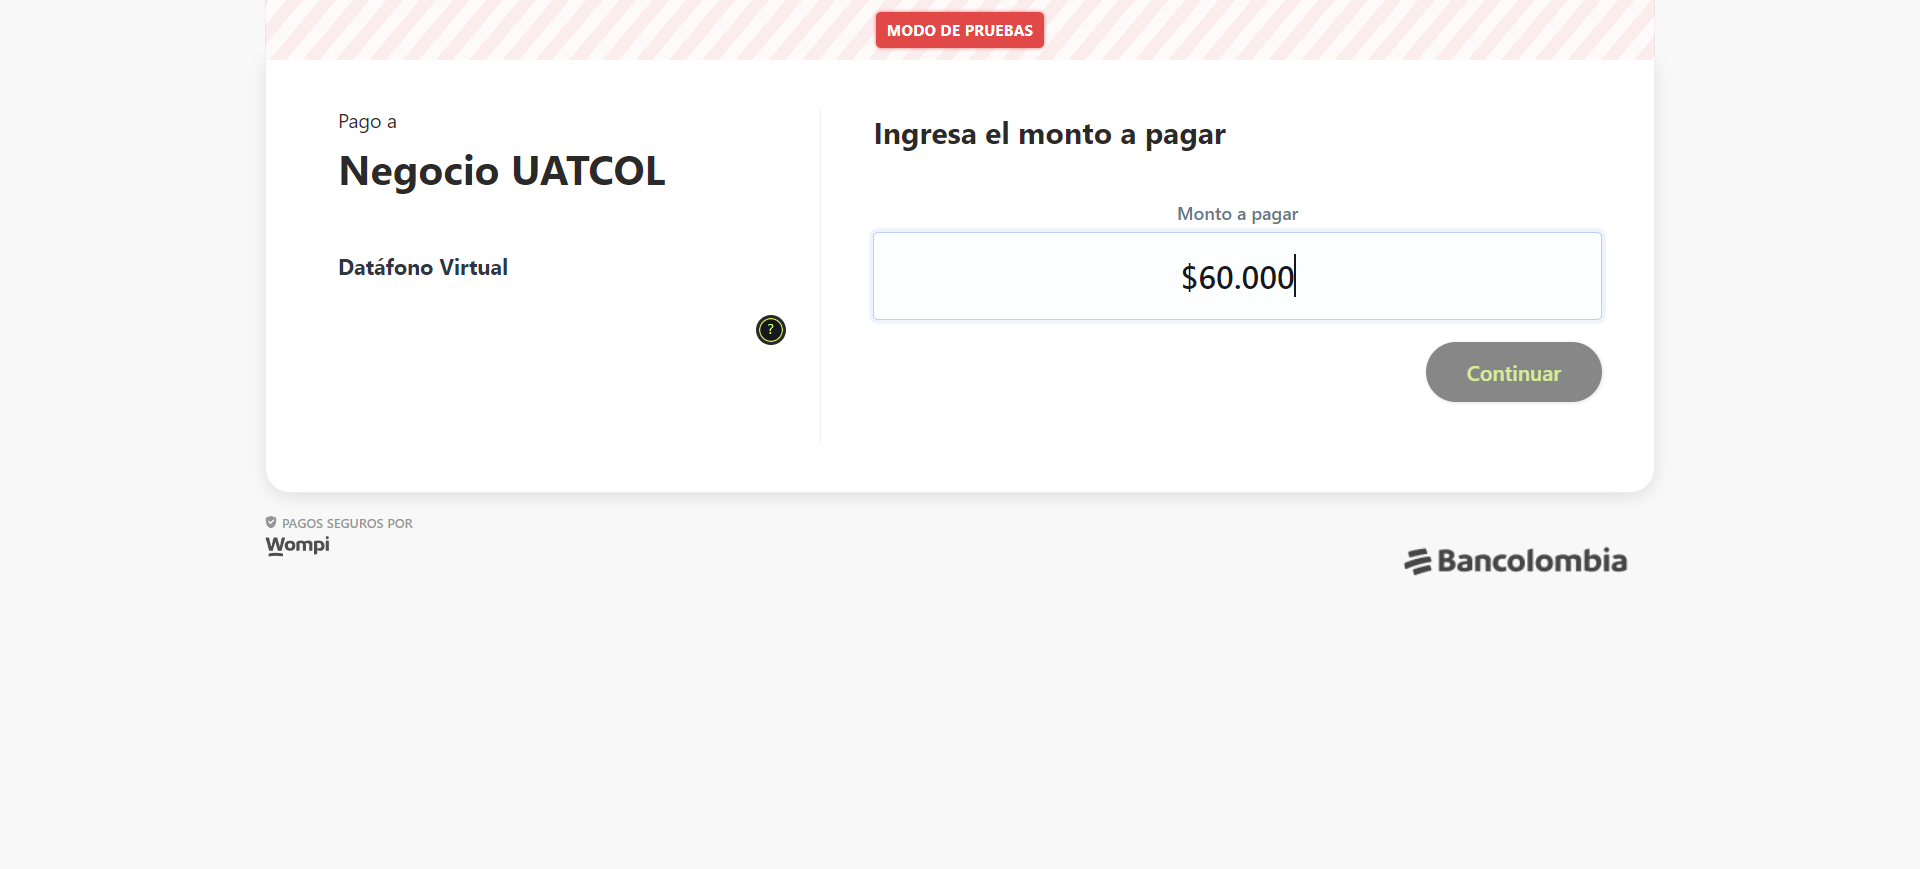 MODO DE PRUEBAS
Pago a
Negocio UATCOL
Datáfono Virtual
?
Ingresa el monto a pagar
Monto a pagar
$60.000
Continuar
PAGOS SEGUROS POR
Wompi
Bancolombia